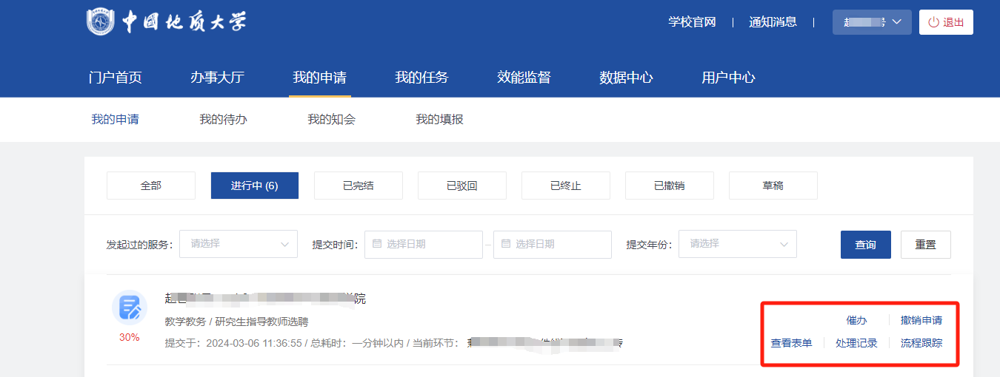 中国地质大学
学校官网 | 通知消息 |
退出
门户首页 办事大厅 我的申请 我的任务 效能监督 数据中心 用户中心
我的申请 我的待办 我的知会 我的填报
全部 进行中 (6) 已完结 已驳回 已终止 已撤销 草稿
发起过的服务： 请选择 提交时间： 选择日期 – 选择日期 提交年份： 请选择 查询 重置
学院
教学教务 / 研究生指导教师选聘
30%
提交于：2024-03-06 11:36:55 / 总耗时：一分钟以内 / 当前环节：
催办 撤销申请
查看表单 处理记录 流程跟踪